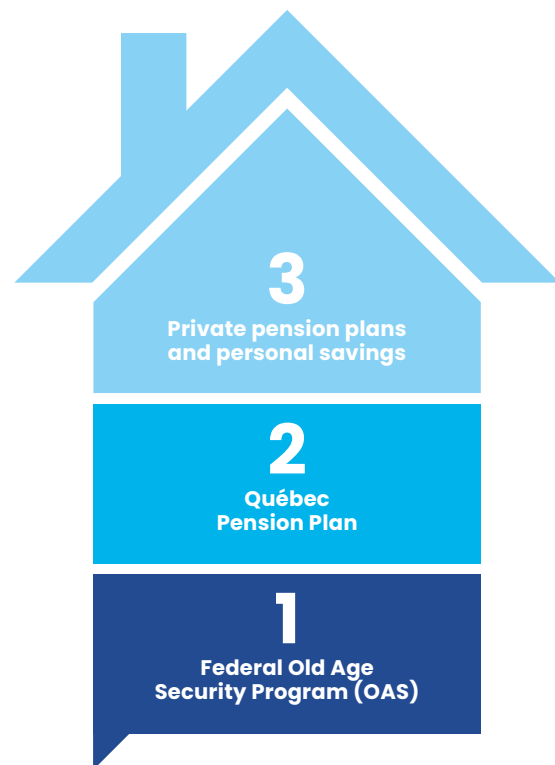 3
Private pension plans
and personal savings
2
Québec
Pension Plan
1
Federal Old Age
Security Program (OAS)